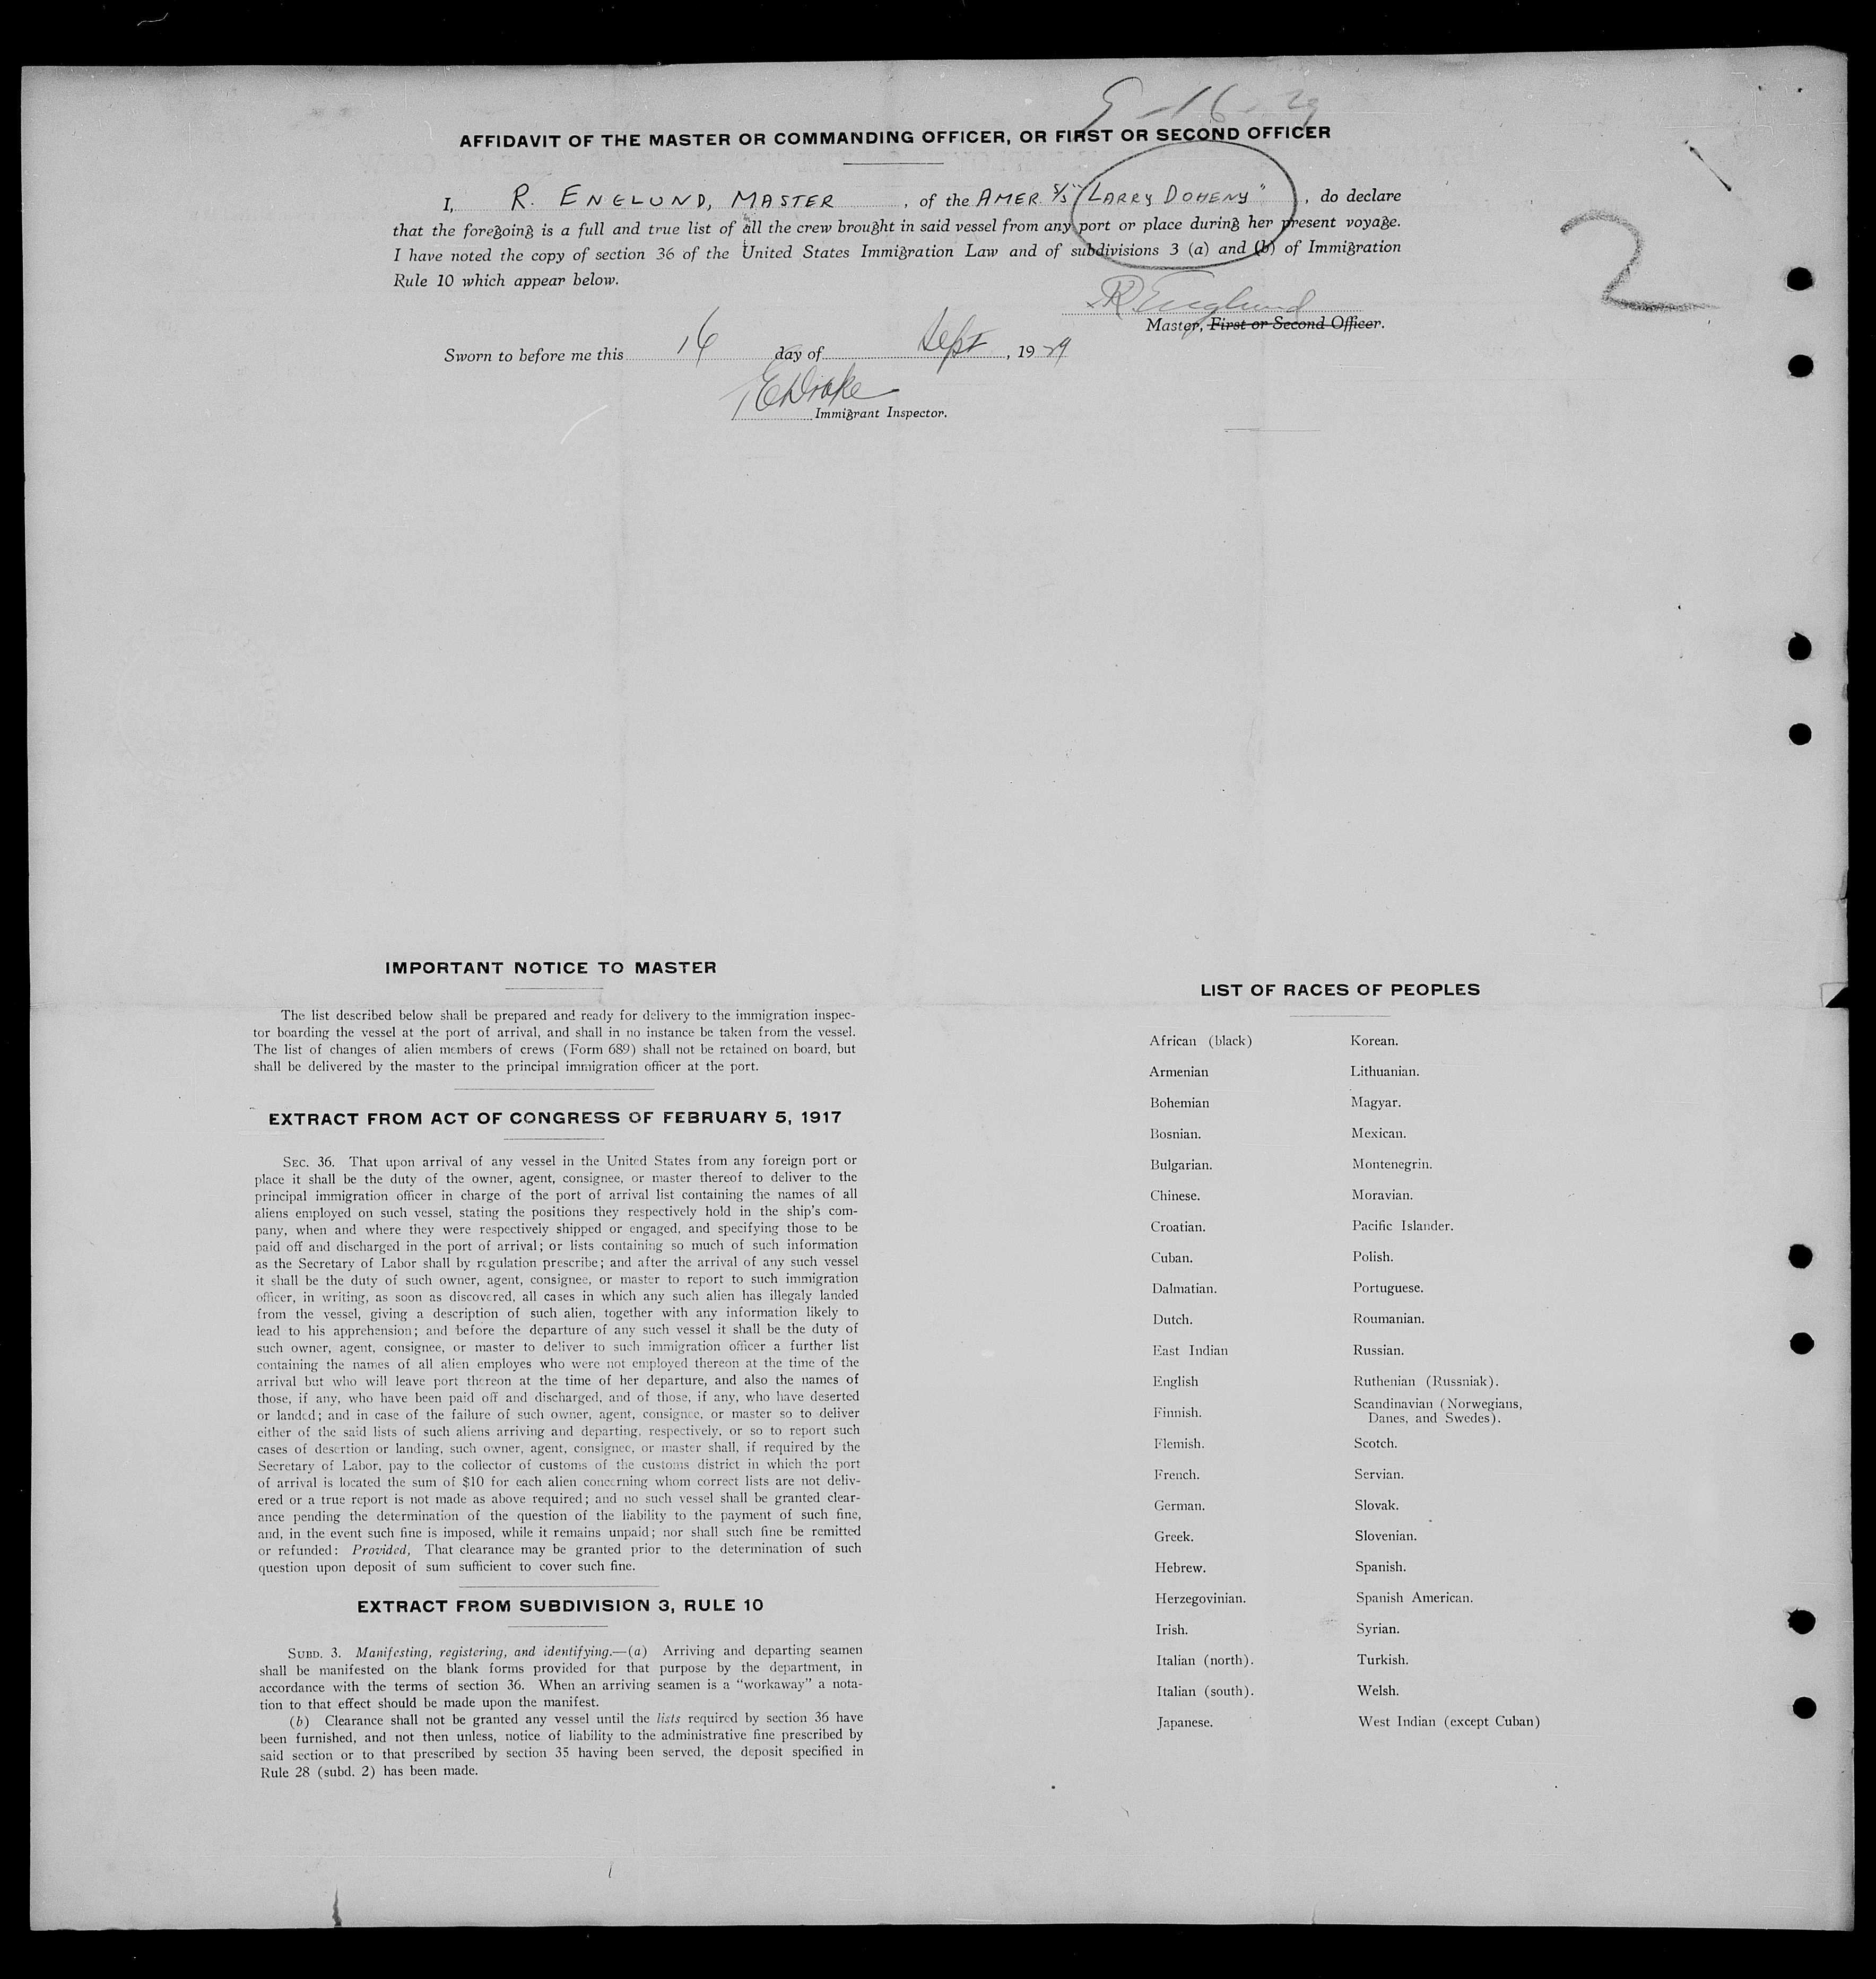 9-16-29
AFFIDAVIT OF THE MASTER OR COMMANDING OFFICER, OR FIRST OR SECOND OFFICER
I, R. ENGLUND, MASTER, of the AMER. S/S "LARRY DOHENY", do declare
that the foregoing is a full and true list of all the crew brought in said vessel from any port or place during her present voyage.
I have noted the copy of section 36 of the United States Immigration Law and of subdivisions 3 (a) and (b) of Immigration
Rule 10 which appear below.
2
R. Englund
Master, First or Second Officer.
Sworn to before me this 16 day of Sept, 1929
Drake
Immigrant Inspector.
IMPORTANT NOTICE TO MASTER
The list described below shall be prepared and ready for delivery to the immigration inspec-
tor boarding the vessel at the port of arrival, and shall in no instance be taken from the vessel.
The list of changes of alien members of crews (Form 689) shall not be retained on board, but
shall be delivered by the master to the principal immigration officer at the port.
EXTRACT FROM ACT OF CONGRESS OF FEBRUARY 5, 1917
SEC. 36. That upon arrival of any vessel in the United States from any foreign port or
place it shall be the duty of the owner, agent, consignee, or master thereof to deliver to the
principal immigration officer in charge of the port of arrival list containing the names of all
aliens employed on such vessel, stating the positions they respectively hold in the ship's com-
pany, when and where they were respectively shipped or engaged, and specifying those to be
paid off and discharged in the port of arrival; or lists containing so much of such information
as the Secretary of Labor shall by regulation prescribe; and after the arrival of any such vessel
it shall be the duty of such owner, agent, consignee, or master to report to such immigration
officer, in writing, as soon as discovered, all cases in which any such alien has illegaly landed
from the vessel, giving a description of such alien, together with any information likely to
lead to his apprehension; and before the departure of any such vessel it shall be the duty of
such owner, agent, consignee, or master to deliver to such immigration officer a further list
containing the names of all alien employes who were not employed thereon at the time of the
arrival but who will leave port thereon at the time of her departure, and also the names of
those, if any, who have been paid off and discharged, and of those, if any, who have deserted
or landed; and in case of the failure of such owner, agent, consignee, or master so to deliver
either of the said lists of such aliens arriving and departing, respectively, or so to report such
cases of desertion or landing, such owner, agent, consignee, or master shall, if required by the
Secretary of Labor, pay to the collector of customs of the customs district in which the port
of arrival is located the sum of $10 for each alien concerning whom correct lists are not deliv-
ered or a true report is not made as above required; and no such vessel shall be granted clear-
ance pending the determination of the question of the liability to the payment of such fine,
and, in the event such fine is imposed, while it remains unpaid; nor shall such fine be remitted
or refunded: Provided, That clearance may be granted prior to the determination of such
question upon deposit of sum sufficient to cover such fine.
EXTRACT FROM SUBDIVISION 3, RULE 10
SUBD. 3. Manifesting, registering, and identifying.—(a) Arriving and departing seamen
shall be manifested on the blank forms provided for that purpose by the department, in
accordance with the terms of section 36. When an arriving seamen is a "workaway" a nota-
tion to that effect should be made upon the manifest.
(b) Clearance shall not be granted any vessel until the lists required by section 36 have
been furnished, and not then unless, notice of liability to the administrative fine prescribed by
said section or to that prescribed by section 35 having been served, the deposit specified in
Rule 28 (subd. 2) has been made.
LIST OF RACES OF PEOPLES
African (black) Korean.
Armenian Lithuanian.
Bohemian Magyar.
Bosnian. Mexican.
Bulgarian. Montenegrin.
Chinese. Moravian.
Croatian. Pacific Islander.
Cuban. Polish.
Dalmatian. Portuguese.
Dutch. Roumanian.
East Indian Russian.
English Ruthenian (Russniak).
Finnish. Scandinavian (Norwegians,
Danes, and Swedes).
Flemish. Scotch.
French. Servian.
German. Slovak.
Greek. Slovenian.
Hebrew. Spanish.
Herzegovinian. Spanish American.
Irish. Syrian.
Italian (north). Turkish.
Italian (south). Welsh.
Japanese. West Indian (except Cuban)